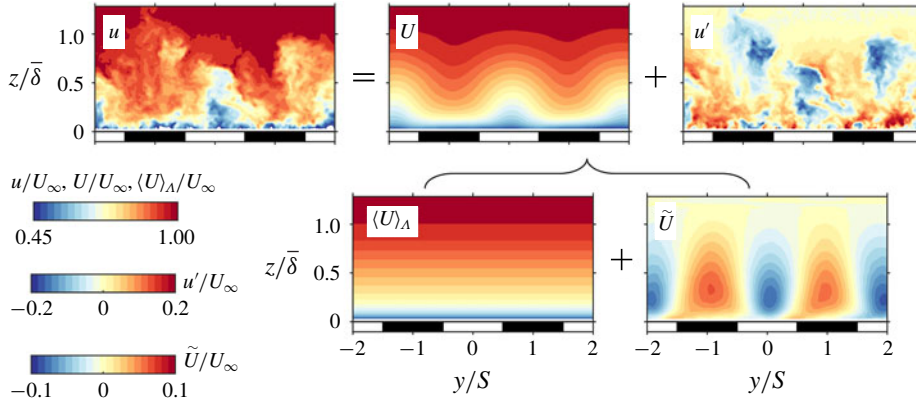 u
U
u′
z/δ̄
1.0
0.5
0
=
+
u/U∞, U/U∞, ⟨U⟩Λ/U∞
0.45 1.00
u′/U∞
−0.2 0 0.2
Ũ/U∞
−0.1 0 0.1
⟨U⟩Λ
Ũ
z/δ̄
1.0
0.5
0
+
−2 −1 0 1 2
−2 −1 0 1 2
y/S
y/S